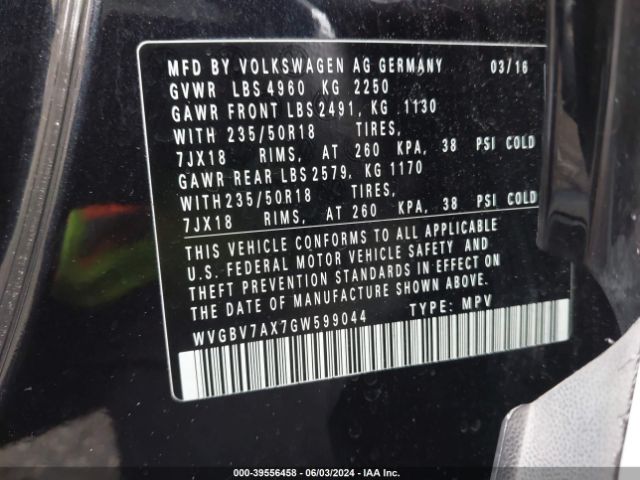 MFD BY VOLKSWAGEN AG GERMANY 03/16
GVWR LBS 4960 KG 2250
GAWR FRONT LBS 2491, KG 1130
WITH 235/50R18 TIRES,
7JX18 RIMS, AT 260 KPA, 38 PSI COLD
GAWR REAR LBS 2579, KG 1170
WITH 235/50R18 TIRES,
7JX18 RIMS, AT 260 KPA, 38 PSI COLD
THIS VEHICLE CONFORMS TO ALL APPLICABLE
U.S. FEDERAL MOTOR VEHICLE SAFETY AND
THEFT PREVENTION STANDARDS IN EFFECT ON
THE DATE OF MANUFACTURE SHOWN ABOVE.
WVGBV7AX7GW599044 TYPE: MPV
000-39556458 - 06/03/2024 - IAA Inc.